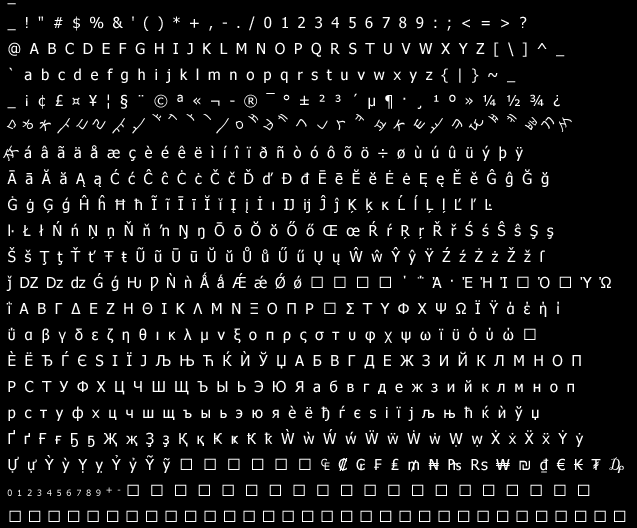 _
_ ! " # $ % & ' ( ) * + , - . / 0 1 2 3 4 5 6 7 8 9 : ; < = > ?
@ A B C D E F G H I J K L M N O P Q R S T U V W X Y Z [ \ ] ^ _
` a b c d e f g h i j k l m n o p q r s t u v w x y z { | } ~ _
_ ¡ ¢ £ ¤ ¥ ¦ § ¨ © ª « ¬ - ® ¯ ° ± ² ³ ´ µ ¶ · ¸ ¹ º » ¼ ½ ¾ ¿
á â ã ä å æ ç è é ê ë ì í î ï ð ñ ò ó ô õ ö ÷ ø ù ú û ü ý þ ÿ
Ā ā Ă ă Ą ą Ć ć Ĉ ĉ Ċ ċ Č č Ď ď Đ đ Ē ē Ĕ ĕ Ė ė Ę ę Ě ě Ĝ ĝ Ğ ğ
Ġ ġ Ģ ģ Ĥ ĥ Ħ ħ Ĩ ĩ Ī ī Ĭ ĭ Į į İ ı Ĳ ĳ Ĵ ĵ Ķ ķ ĸ Ĺ ĺ Ļ ļ Ľ ľ Ŀ
ŀ Ł ł Ń ń Ņ ņ Ň ň ŉ Ŋ ŋ Ō ō Ŏ ŏ Ő ő Œ œ Ŕ ŕ Ŗ ŗ Ř ř Ś ś Ŝ ŝ Ş ş
Š š Ţ ţ Ť ť Ŧ ŧ Ũ ũ Ū ū Ŭ ŭ Ů ů Ű ű Ų ų Ŵ ŵ Ŷ ŷ Ÿ Ź ź Ż ż Ž ž ſ
ǰ Ǳ ǲ ǳ Ǵ ǵ Ƕ Ƿ Ǹ ǹ Ǻ ǻ Ǽ ǽ Ǿ ǿ □ □ □ □ ΄ ΅ Ά · Έ Ή Ί □ Ό □ Ύ Ώ
ΐ Α Β Γ Δ Ε Ζ Η Θ Ι Κ Λ Μ Ν Ξ Ο Π Ρ □ Σ Τ Υ Φ Χ Ψ Ω Ϊ Ϋ ά έ ή ί
ΰ α β γ δ ε ζ η θ ι κ λ μ ν ξ ο π ρ ς σ τ υ φ χ ψ ω ϊ ϋ ό ύ ώ □
Ѐ Ё Ђ Ѓ Є Ѕ І Ї Ј Љ Њ Ћ Ќ Ѝ Ў Џ А Б В Г Д Е Ж З И Й К Л М Н О П
Р С Т У Ф Х Ц Ч Ш Щ Ъ Ы Ь Э Ю Я а б в г д е ж з и й к л м н о п
р с т у ф х ц ч ш щ ъ ы ь э ю я ѐ ё ђ ѓ є ѕ і ї ј љ њ ћ ќ ѝ ў џ
Ґ ґ Ғ ғ Ҕ ҕ Җ җ Ҙ ҙ Қ қ Ҝ ҝ Ҟ ҟ Ẁ ẁ Ẃ ẃ Ẅ ẅ Ẇ ẇ Ẉ ẉ Ẋ ẋ Ẍ ẍ Ẏ ẏ
Ự ự Ỳ ỳ Ỵ ỵ Ỷ ỷ Ỹ ỹ □ □ □ □ □ □ ₠ ₡ ₢ ₣ ₤ ₥ ₦ ₧ ₨ ₩ ₪ ₫ € ₭ ₮ ₯
₀ ₁ ₂ ₃ ₄ ₅ ₆ ₇ ₈ ₉ ⁺ ⁻ □ □ □ □ □ □ □ □ □ □ □ □ □ □ □ □ □ □ □ □
□ □ □ □ □ □ □ □ □ □ □ □ □ □ □ □ □ □ □ □ □ □ □ □ □ □ □ □ □ □ □ □